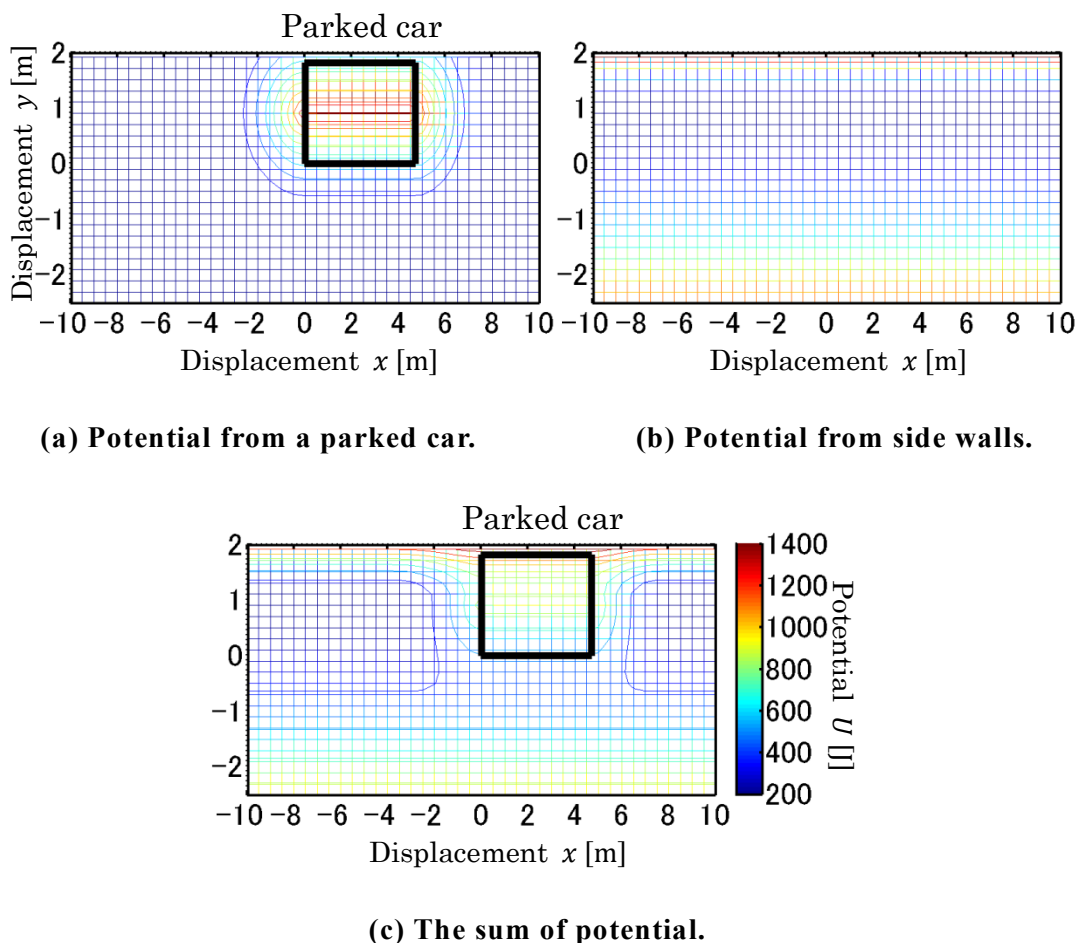 Parked car
Displacement y [m]
2
1
0
−1
−2
−10 −8 −6 −4 −2 0 2 4 6 8 10
Displacement x [m]
(a) Potential from a parked car.
2
1
0
−1
−2
−10 −8 −6 −4 −2 0 2 4 6 8 10
Displacement x [m]
(b) Potential from side walls.
Parked car
2
1
0
−1
−2
−10 −8 −6 −4 −2 0 2 4 6 8 10
Displacement x [m]
1400
1200
1000
800
600
400
200
Potential U [J]
(c) The sum of potential.